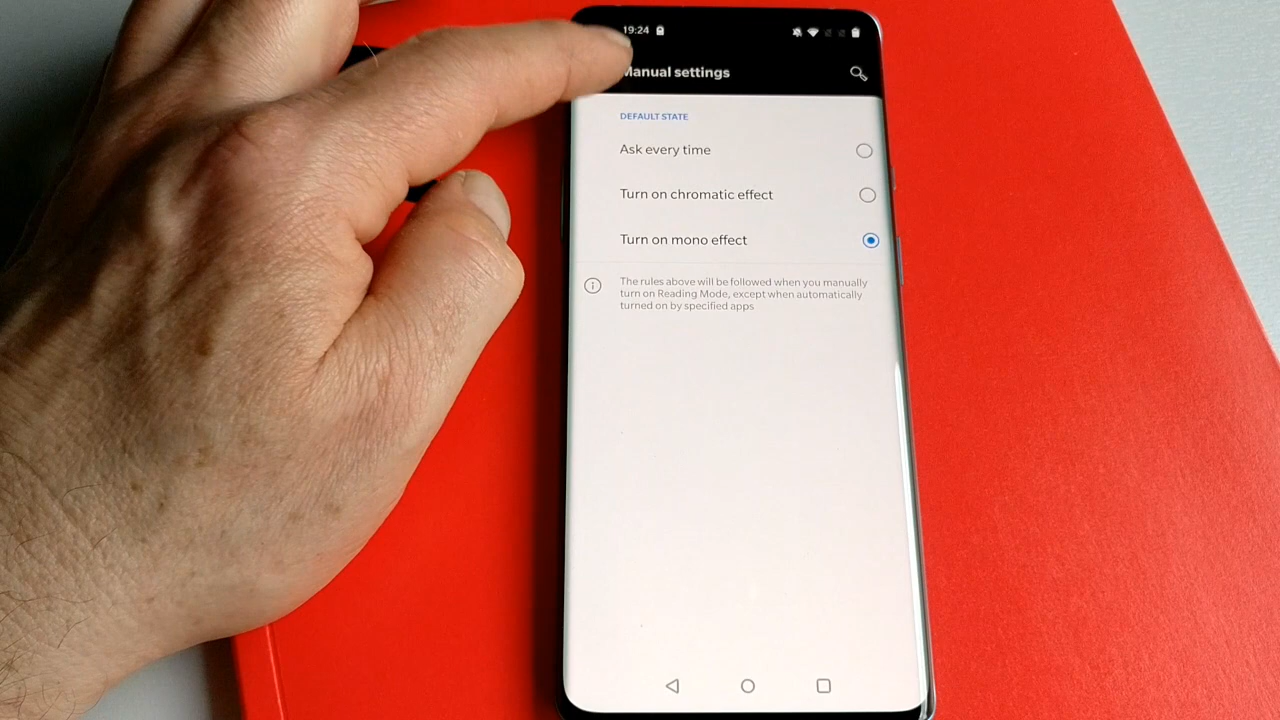 19:24
Manual settings
DEFAULT STATE
Ask every time
Turn on chromatic effect
Turn on mono effect
The rules above will be followed when you manually
turn on Reading Mode, except when automatically
turned on by specified apps